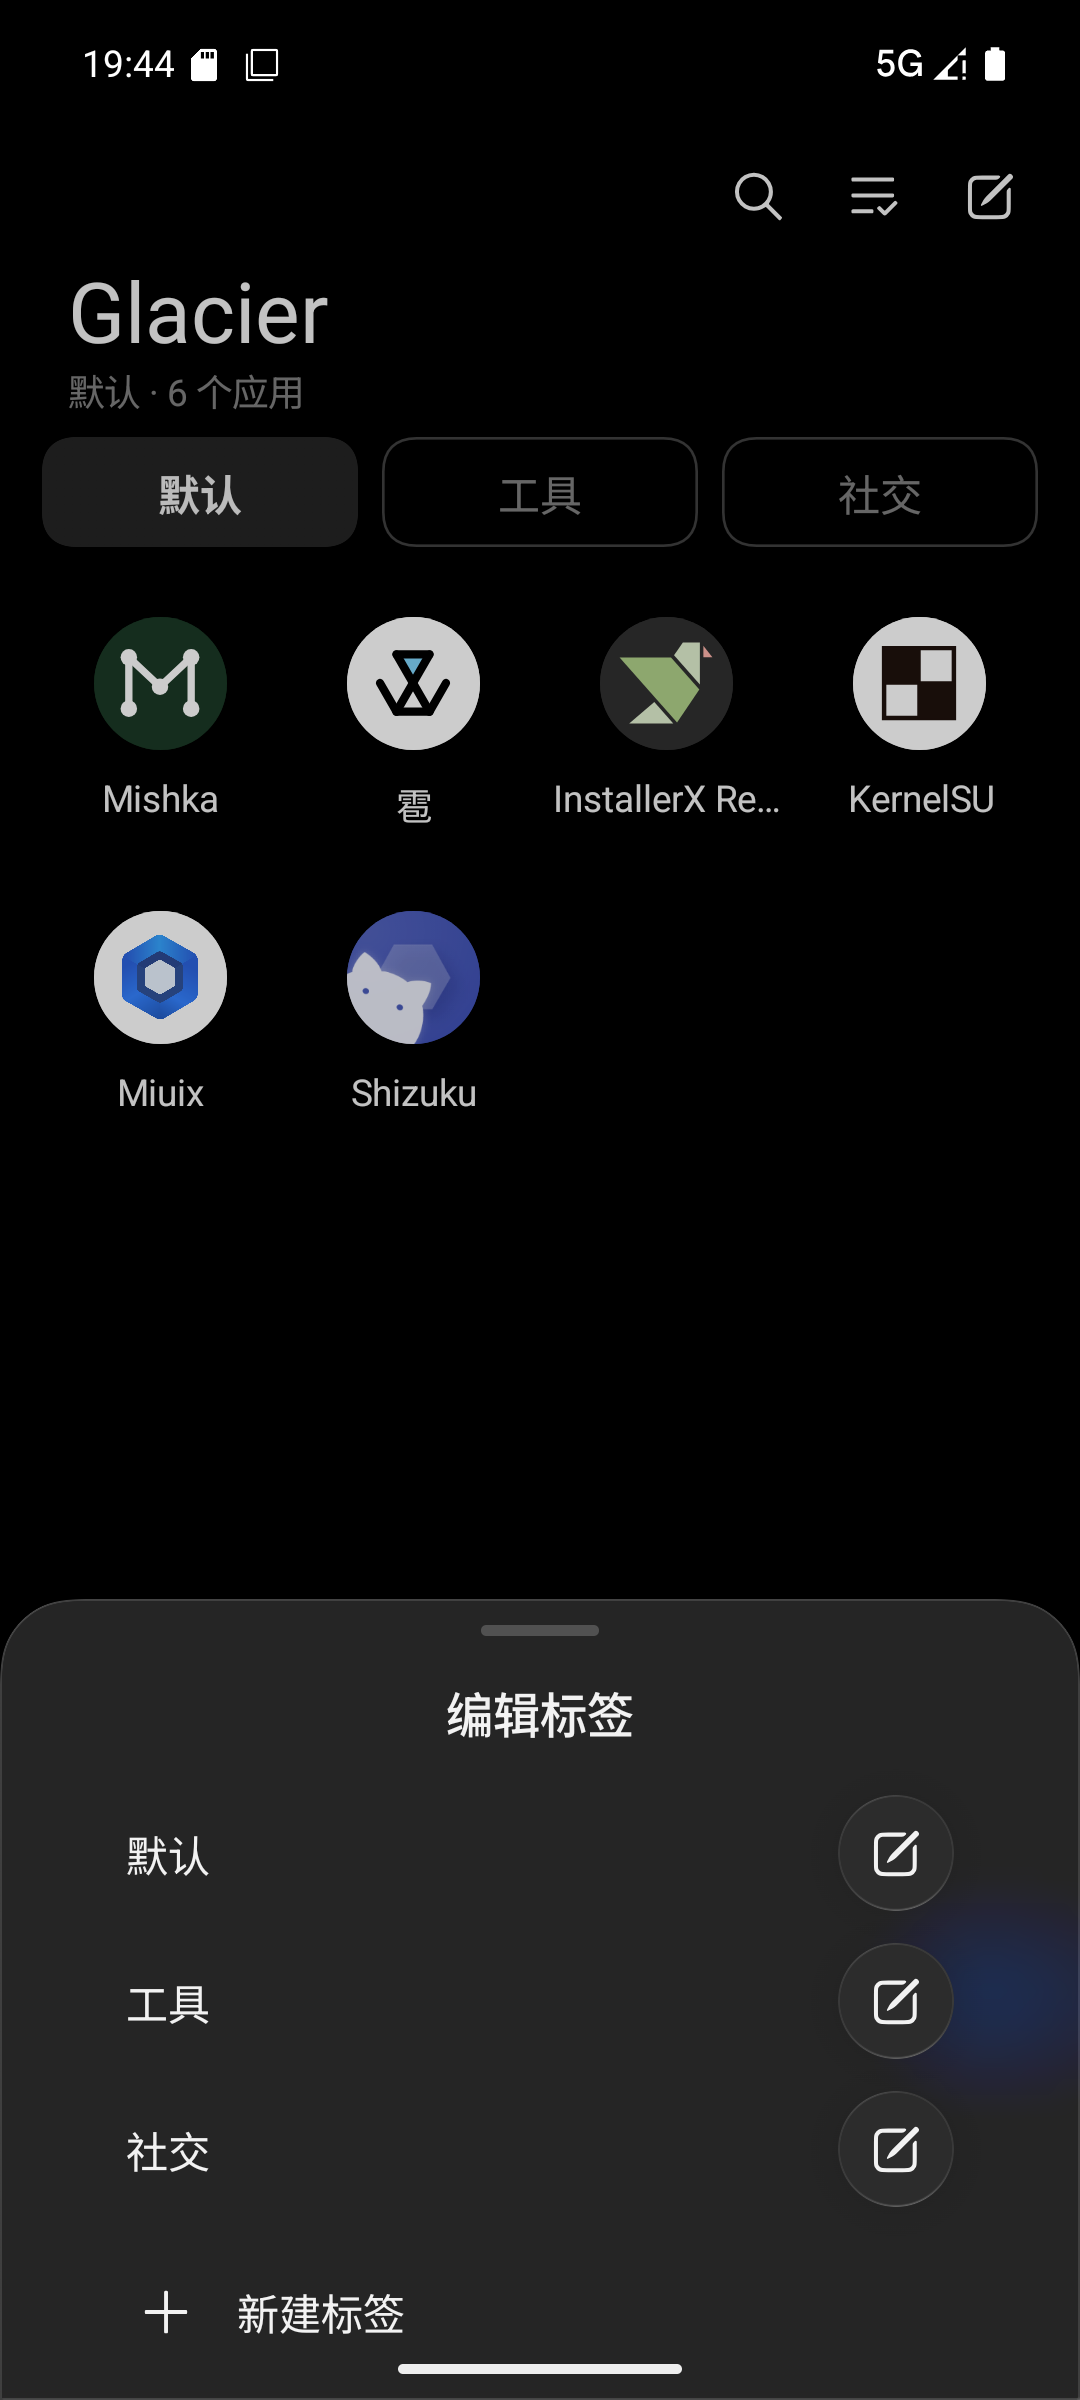 19:44
5G
Glacier
默认 · 6 个应用
默认
工具
社交
Mishka
雹
InstallerX Re...
KernelSU
Miuix
Shizuku
编辑标签
默认
工具
社交
新建标签